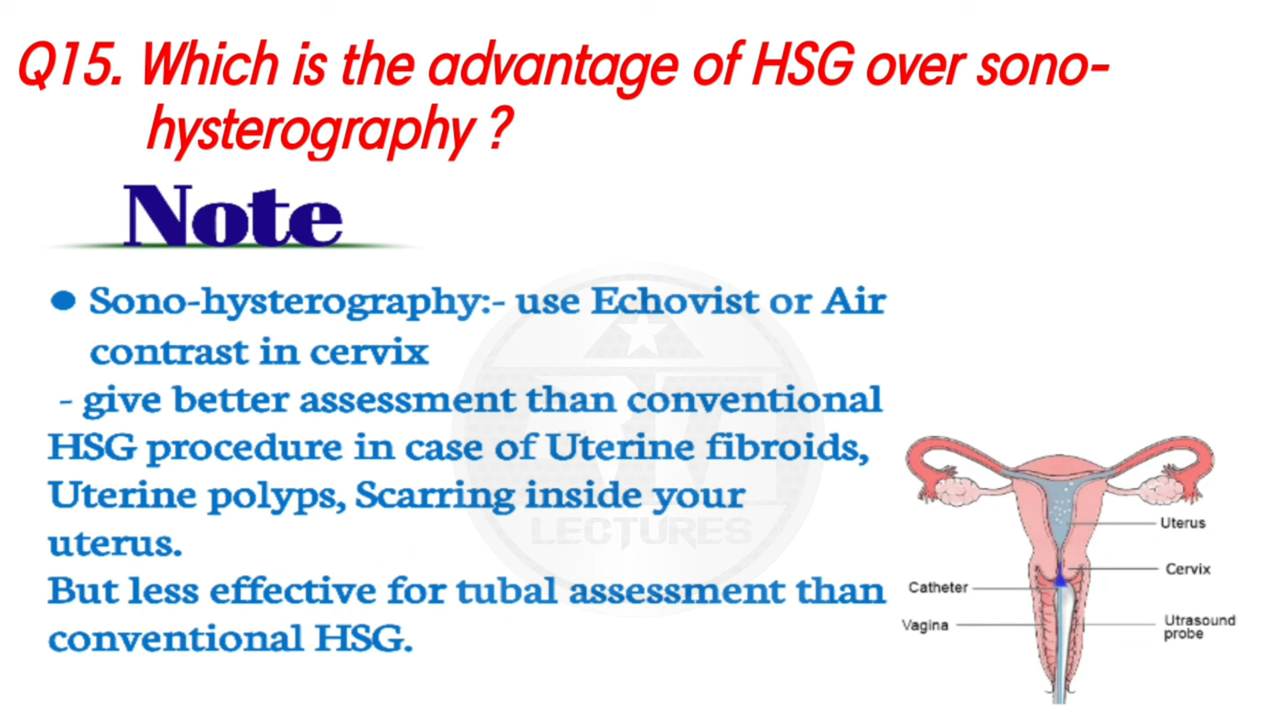 Q15. Which is the advantage of HSG over sono-
hysterography ?
Note
● Sono-hysterography:- use Echovist or Air
contrast in cervix
- give better assessment than conventional
HSG procedure in case of Uterine fibroids,
Uterine polyps, Scarring inside your
uterus.
But less effective for tubal assessment than
conventional HSG.
LECTURES
Uterus
Cervix
Catheter
Vagina
Utrasound
probe